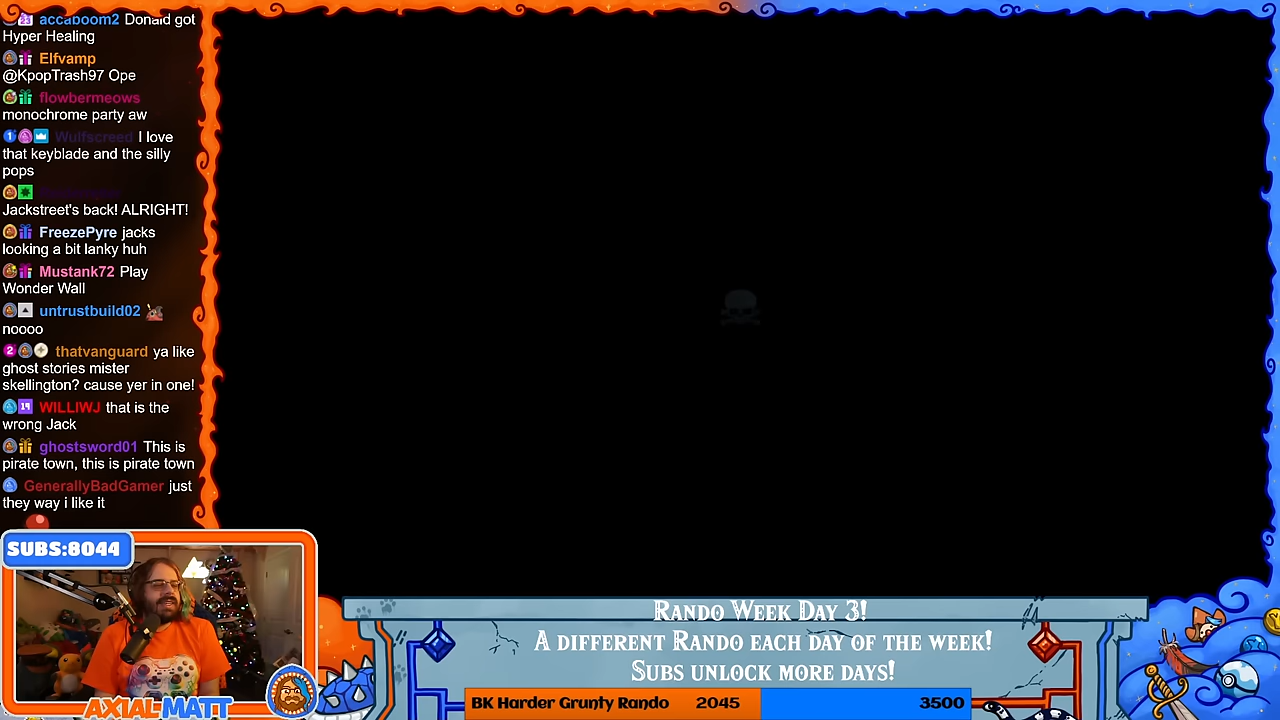 accaboom2 Donald got
Hyper Healing
Elfvamp
@KpopTrash97 Ope
flowbermeows
monochrome party aw
Wulfscreed I love
that keyblade and the silly
pops
Jackstreet's back! ALRIGHT!
FreezePyre jacks
looking a bit lanky huh
Mustank72 Play
Wonder Wall
untrustbuild02
noooo
thatvanguard ya like
ghost stories mister
skellington? cause yer in one!
WILLIWJ that is the
wrong Jack
ghostsword01 This is
pirate town, this is pirate town
GenerallyBadGamer just
they way i like it
SUBS:8044
AXIALMATT
Rando Week Day 3!
A different Rando each day of the week!
Subs unlock more days!
BK Harder Grunty Rando 2045 3500